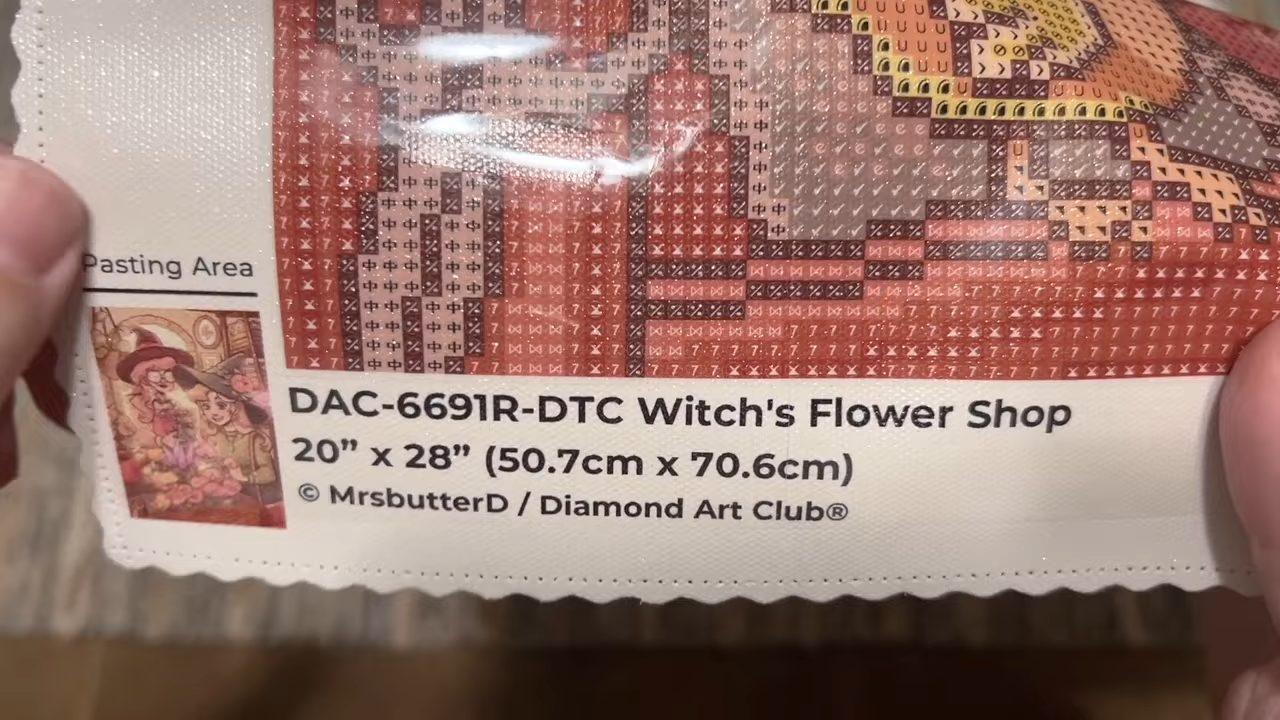 Pasting Area
DAC-6691R-DTC Witch's Flower Shop
20” x 28” (50.7cm x 70.6cm)
© MrsbutterD / Diamond Art Club®